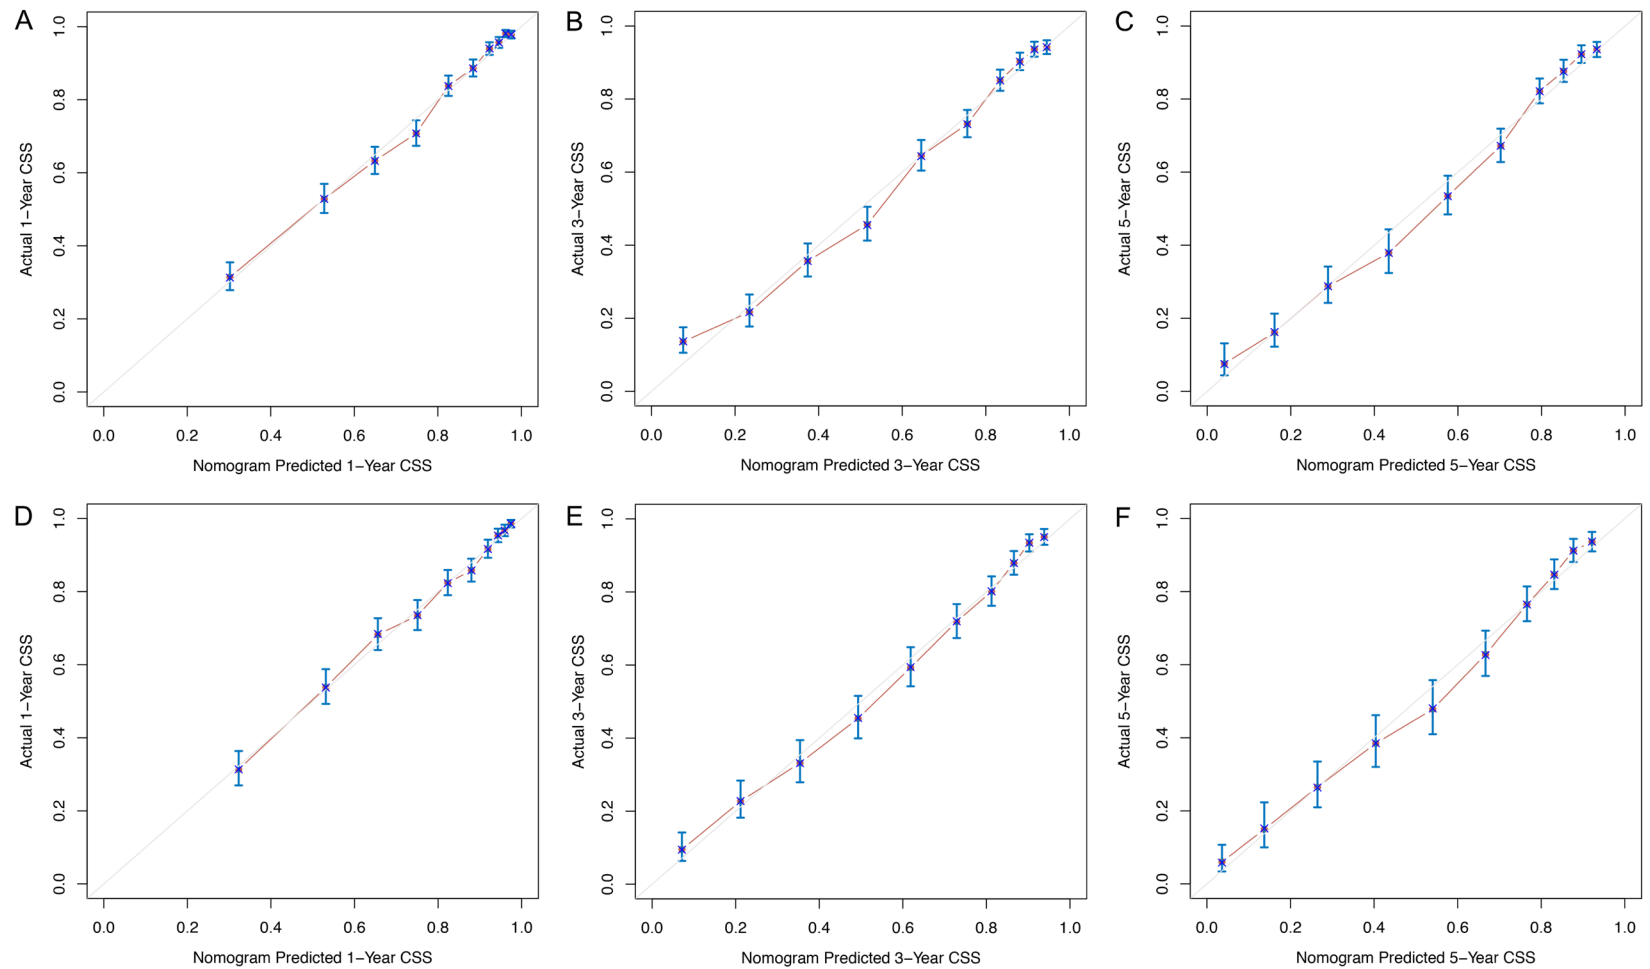 A
1.0
0.8
0.6
0.4
0.2
0.0
Actual 1−Year CSS
0.0 0.2 0.4 0.6 0.8 1.0
Nomogram Predicted 1−Year CSS
B
1.0
0.8
0.6
0.4
0.2
0.0
Actual 3−Year CSS
0.0 0.2 0.4 0.6 0.8 1.0
Nomogram Predicted 3−Year CSS
C
1.0
0.8
0.6
0.4
0.2
0.0
Actual 5−Year CSS
0.0 0.2 0.4 0.6 0.8 1.0
Nomogram Predicted 5−Year CSS
D
1.0
0.8
0.6
0.4
0.2
0.0
Actual 1−Year CSS
0.0 0.2 0.4 0.6 0.8 1.0
Nomogram Predicted 1−Year CSS
E
1.0
0.8
0.6
0.4
0.2
0.0
Actual 3−Year CSS
0.0 0.2 0.4 0.6 0.8 1.0
Nomogram Predicted 3−Year CSS
F
1.0
0.8
0.6
0.4
0.2
0.0
Actual 5−Year CSS
0.0 0.2 0.4 0.6 0.8 1.0
Nomogram Predicted 5−Year CSS